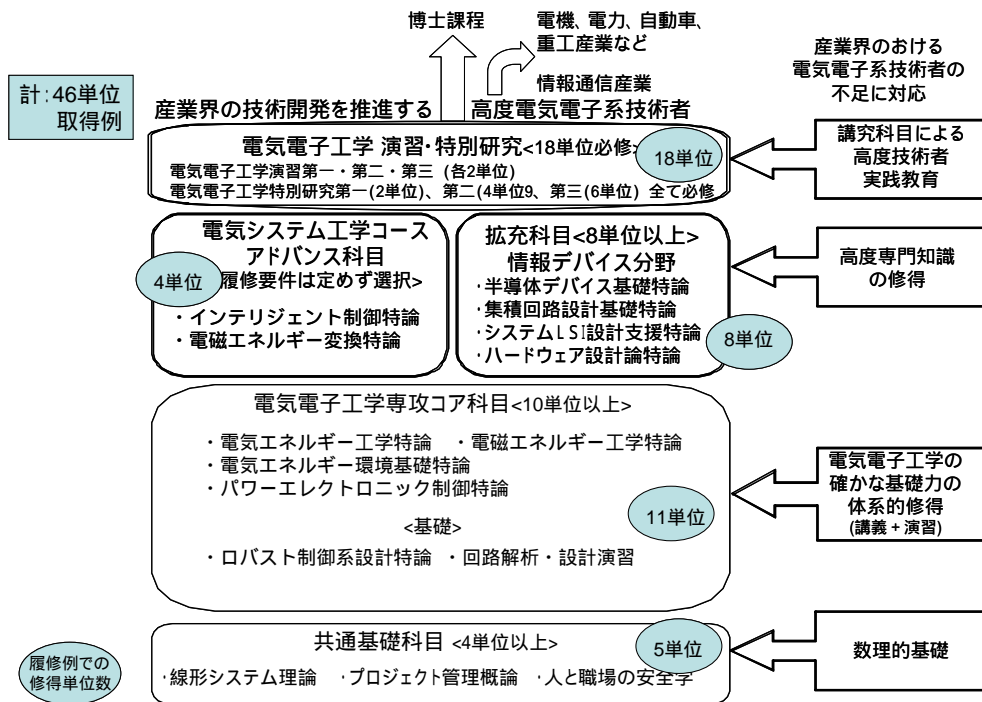 博士課程
電機、電力、自動車、
重工産業など
情報通信産業
産業界のおける
電気電子系技術者の
不足に対応
計:46単位
取得例
産業界の技術開発を推進する 高度電気電子系技術者
電気電子工学 演習・特別研究<18単位必修>
18単位
電気電子工学演習第一・第二・第三 (各2単位)
電気電子工学特別研究第一(2単位)、第二(4単位9、第三(6単位) 全て必修
講究科目による
高度技術者
実践教育
電気システム工学コース
アドバンス科目
履修要件は定めず選択>
4単位
・インテリジェント制御特論
・電磁エネルギー変換特論
拡充科目<8単位以上>
情報デバイス分野
・半導体デバイス基礎特論
・集積回路設計基礎特論
・システムLSI設計支援特論
・ハードウェア設計論特論
8単位
高度専門知識
の修得
電気電子工学専攻コア科目<10単位以上>
・電気エネルギー工学特論 ・電磁エネルギー工学特論
・電気エネルギー環境基礎特論
・パワーエレクトロニック制御特論
<基礎>
・ロバスト制御系設計特論 ・回路解析・設計演習
11単位
電気電子工学の
確かな基礎力の
体系的修得
(講義+演習)
共通基礎科目 <4単位以上>
5単位
・線形システム理論 ・プロジェクト管理概論 ・人と職場の安全学
数理的基礎
履修例での
修得単位数